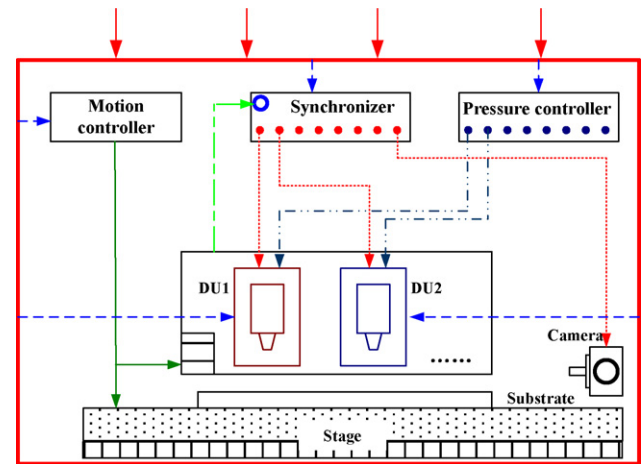 Motion
controller
Synchronizer
Pressure controller
DU1
DU2
......
Camera
Substrate
Stage